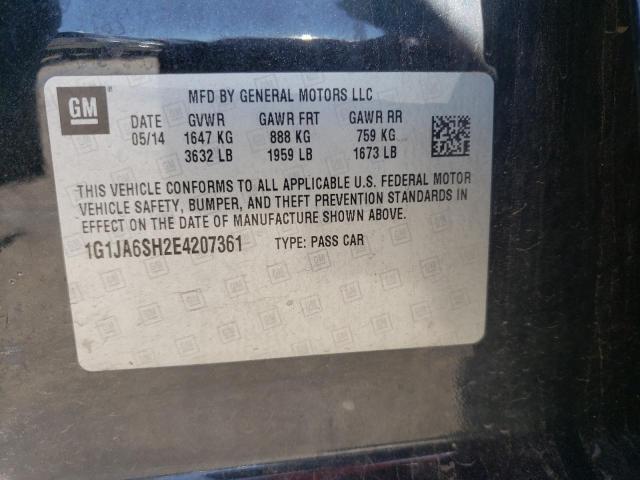 GM ® MFD BY GENERAL MOTORS LLC
DATE GVWR GAWR FRT GAWR RR
05/14 1647 KG 888 KG 759 KG
3632 LB 1959 LB 1673 LB
THIS VEHICLE CONFORMS TO ALL APPLICABLE U.S. FEDERAL MOTOR
VEHICLE SAFETY, BUMPER, AND THEFT PREVENTION STANDARDS IN
EFFECT ON THE DATE OF MANUFACTURE SHOWN ABOVE.
1G1JA6SH2E4207361 TYPE: PASS CAR